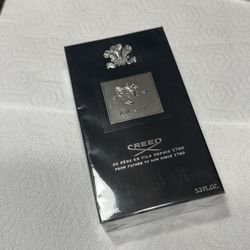 CREED
DE PÈRE EN FILS DEPUIS 1760
FROM FATHER TO SON SINCE 1760
3.3 FL.OZ.